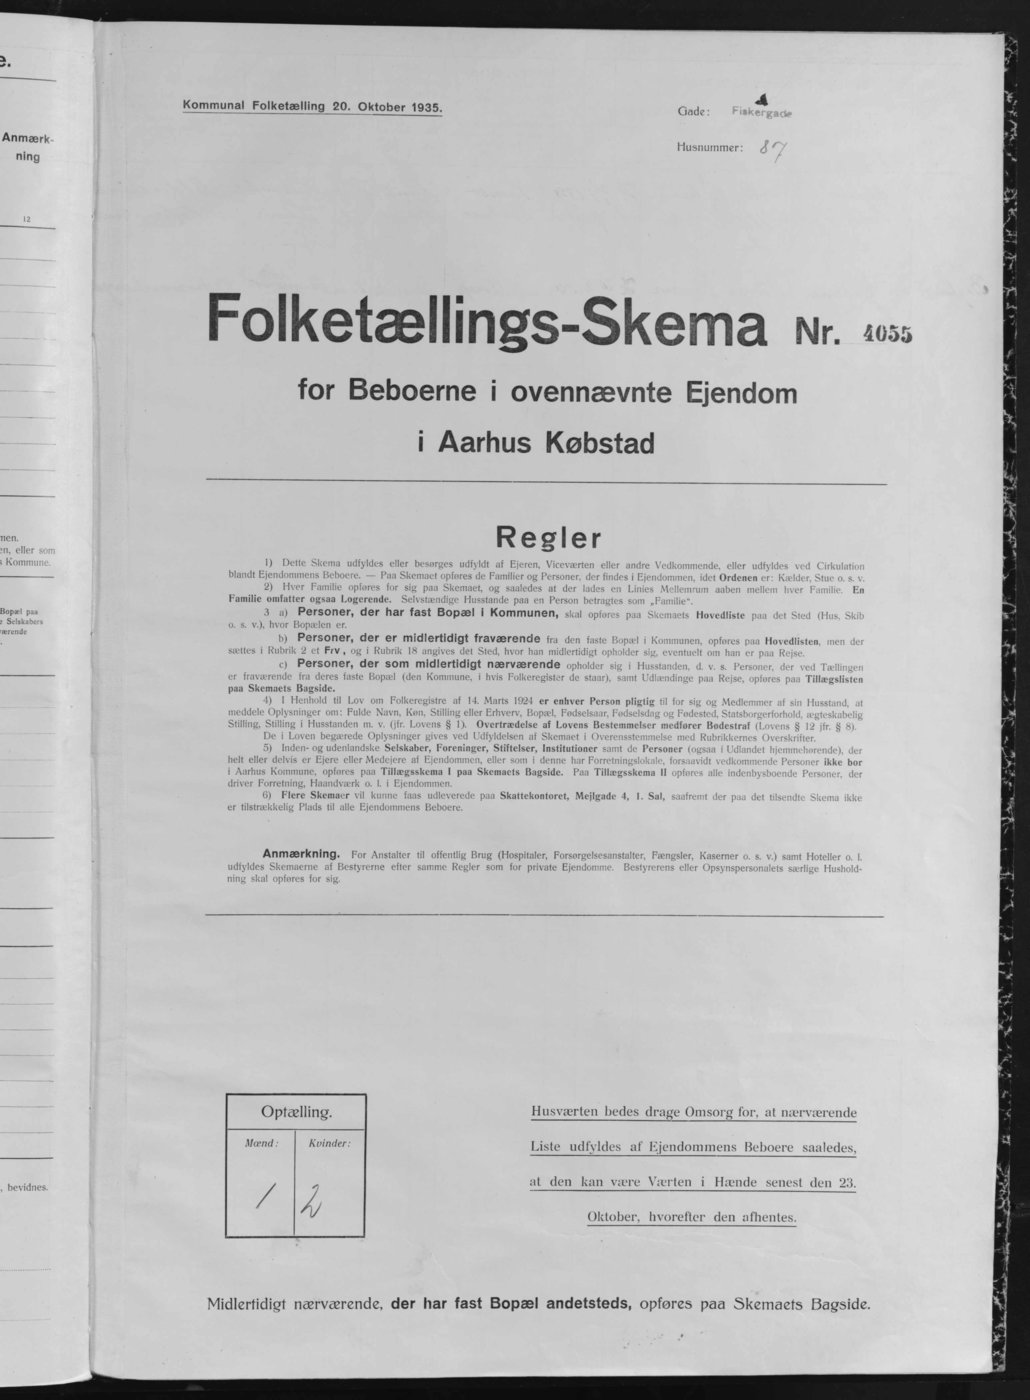 e.
Anmærk-
ning
12
men.
en, eller som
s Kommune.
Bopæl paa
e Selskabers
værende
, bevidnes.
Kommunal Folketælling 20. Oktober 1935.
Gade: Fiskergade
Husnummer: 87
Folketællings-Skema Nr. 4055
for Beboerne i ovennævnte Ejendom
i Aarhus Købstad
Regler
1) Dette Skema udfyldes eller besørges udfyldt af Ejeren, Viceværten eller andre Vedkommende, eller udfyldes ved Cirkulation
blandt Ejendommens Beboere. — Paa Skemaet opføres de Familier og Personer, der findes i Ejendommen, idet Ordenen er: Kælder, Stue o. s. v.
2) Hver Familie opføres for sig paa Skemaet, og saaledes at der lades en Linies Mellemrum aaben mellem hver Familie. En
Familie omfatter ogsaa Logerende. Selvstændige Husstande paa en Person betragtes som „Familie“.
3 a) Personer, der har fast Bopæl i Kommunen, skal opføres paa Skemaets Hovedliste paa det Sted (Hus, Skib
o. s. v.), hvor Bopælen er.
b) Personer, der er midlertidigt fraværende fra den faste Bopæl i Kommunen, opføres paa Hovedlisten, men der
sættes i Rubrik 2 et Frv, og i Rubrik 18 angives det Sted, hvor han midlertidigt opholder sig, eventuelt om han er paa Rejse.
c) Personer, der som midlertidigt nærværende opholder sig i Husstanden, d. v. s. Personer, der ved Tællingen
er fraværende fra deres faste Bopæl (den Kommune, i hvis Folkeregister de staar), samt Udlændinge paa Rejse, opføres paa Tillægslisten
paa Skemaets Bagside.
4) I Henhold til Lov om Folkeregistre af 14. Marts 1924 er enhver Person pligtig til for sig og Medlemmer af sin Husstand, at
meddele Oplysninger om: Fulde Navn, Køn, Stilling eller Erhverv, Bopæl, Fødselsaar, Fødselsdag og Fødested, Statsborgerforhold, ægteskabelig
Stilling, Stilling i Husstanden m. v. (jfr. Lovens § 1). Overtrædelse af Lovens Bestemmelser medfører Bødestraf (Lovens § 12 jfr. § 8).
De i Loven begærede Oplysninger gives ved Udfyldelsen af Skemaet i Overensstemmelse med Rubrikkernes Overskrifter.
5) Inden- og udenlandske Selskaber, Foreninger, Stiftelser, Institutioner samt de Personer (ogsaa i Udlandet hjemmehørende), der
helt eller delvis er Ejere eller Medejere af Ejendommen, eller som i denne har Forretningslokale, forsaavidt vedkommende Personer ikke bor
i Aarhus Kommune, opføres paa Tillægsskema I paa Skemaets Bagside. Paa Tillægsskema II opføres alle indenbysboende Personer, der
driver Forretning, Haandværk o. l. i Ejendommen.
6) Flere Skemaer vil kunne faas udleverede paa Skattekontoret, Mejlgade 4, 1. Sal, saafremt der paa det tilsendte Skema ikke
er tilstrækkelig Plads til alle Ejendommens Beboere.
Anmærkning. For Anstalter til offentlig Brug (Hospitaler, Forsørgelsesanstalter, Fængsler, Kaserner o. s. v.) samt Hoteller o. l.
udfyldes Skemaerne af Bestyrerne efter samme Regler som for private Ejendomme. Bestyrerens eller Opsynspersonalets særlige Hushold-
ning skal opføres for sig.
Optælling.
Mænd: Kvinder:
1 2
Husværten bedes drage Omsorg for, at nærværende
Liste udfyldes af Ejendommens Beboere saaledes,
at den kan være Værten i Hænde senest den 23.
Oktober, hvorefter den afhentes.
Midlertidigt nærværende, der har fast Bopæl andetsteds, opføres paa Skemaets Bagside.